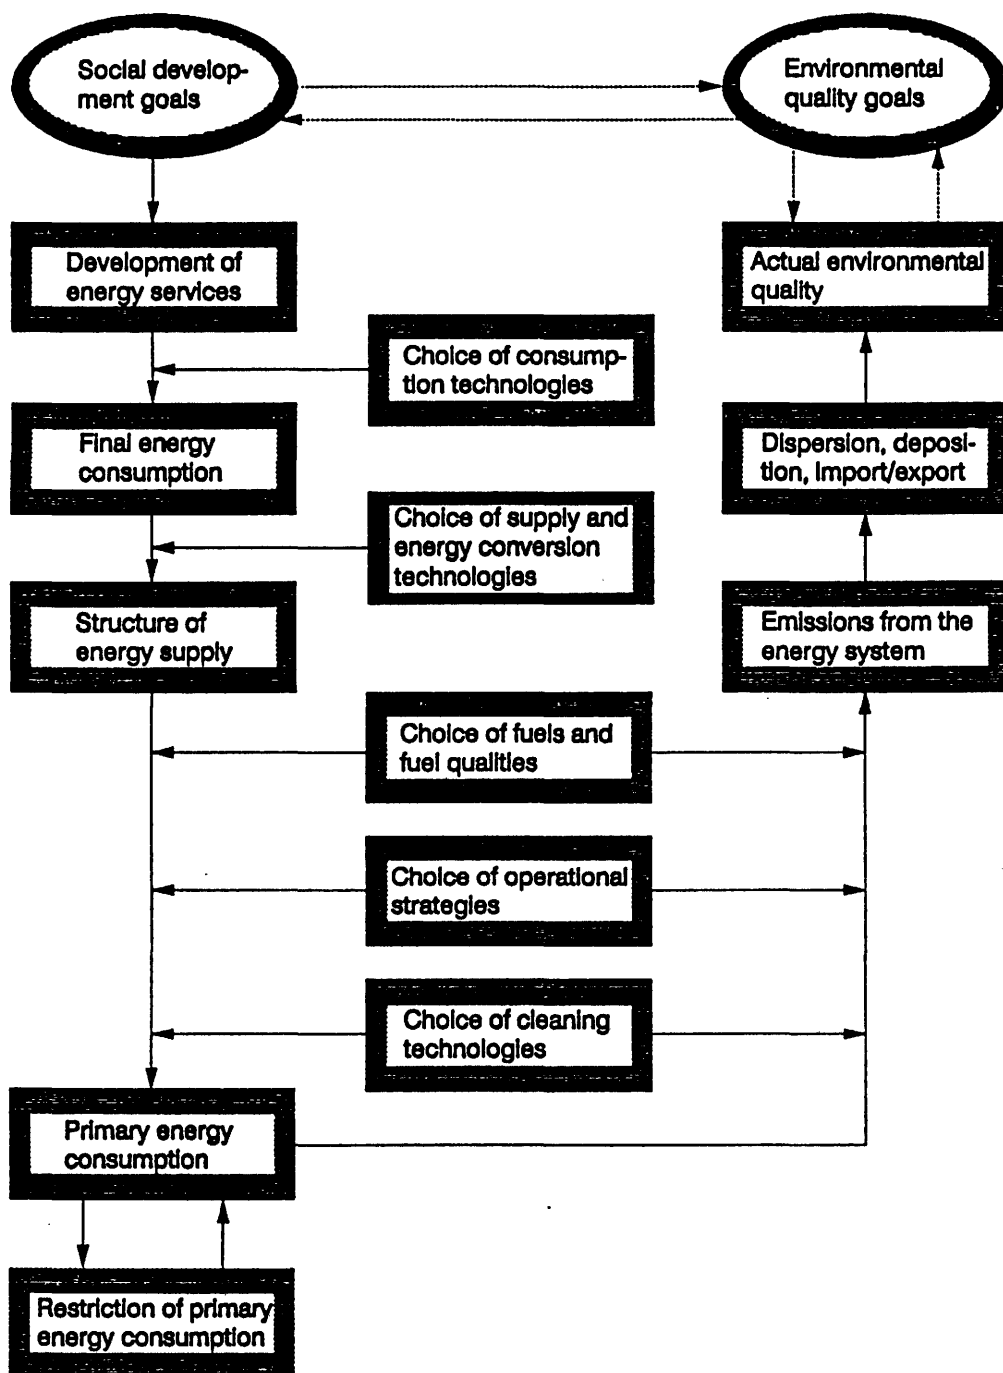 Social develop-
ment goals
Environmental
quality goals
Development of
energy services
Actual environmental
quality
Choice of consump-
tion technologies
Final energy
consumption
Dispersion, deposi-
tion, import/export
Choice of supply and
energy conversion
technologies
Structure of
energy supply
Emissions from the
energy system
Choice of fuels and
fuel qualities
Choice of operational
strategies
Choice of cleaning
technologies
Primary energy
consumption
Restriction of primary
energy consumption